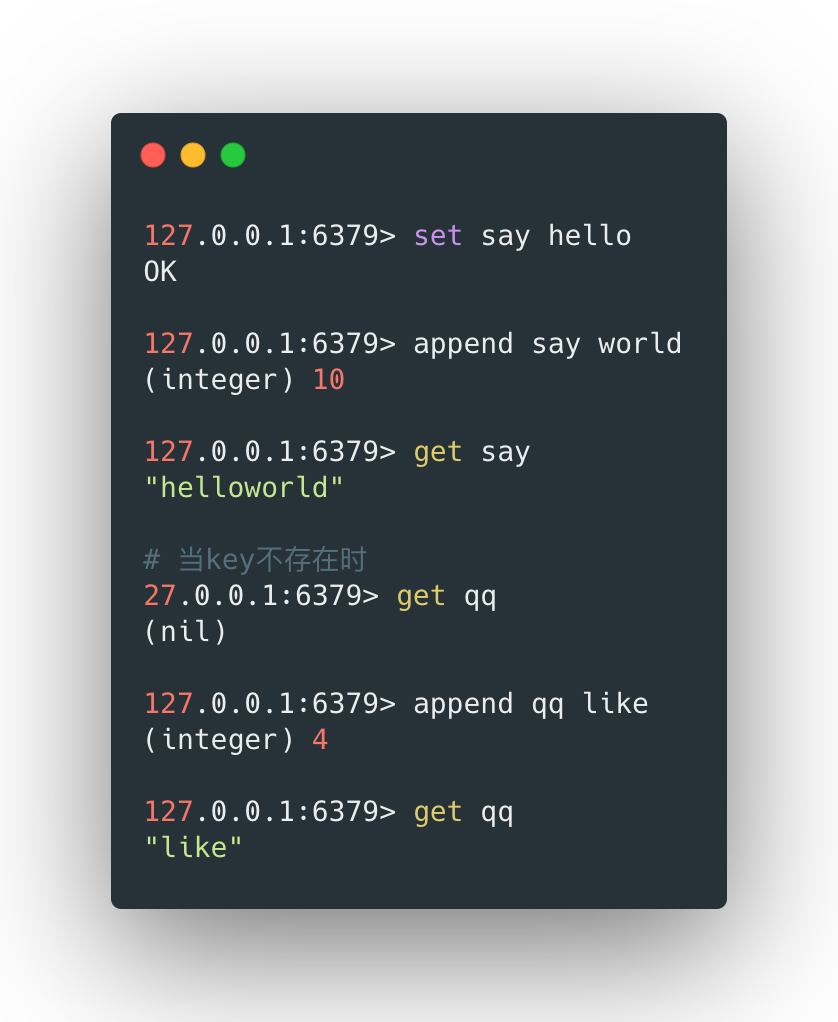 127.0.0.1:6379> set say hello
OK
127.0.0.1:6379> append say world
(integer) 10
127.0.0.1:6379> get say
"helloworld"
# 当key不存在时
27.0.0.1:6379> get qq
(nil)
127.0.0.1:6379> append qq like
(integer) 4
127.0.0.1:6379> get qq
"like"